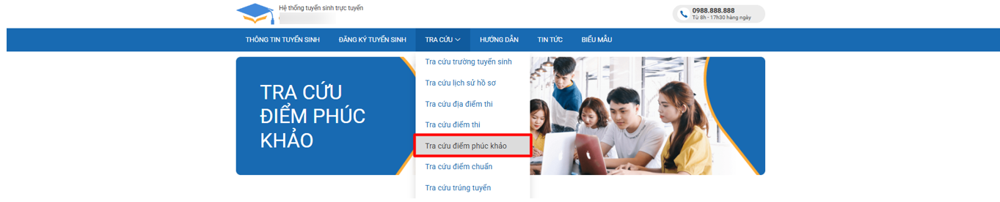 Hệ thống tuyển sinh trực tuyến
0988.888.888
Từ 8h - 17h30 hàng ngày
THÔNG TIN TUYỂN SINH ĐĂNG KÝ TUYỂN SINH TRA CỨU HƯỚNG DẪN TIN TỨC BIỂU MẪU
TRA CỨU
ĐIỂM PHÚC
KHẢO
Tra cứu trường tuyển sinh
Tra cứu lịch sử hồ sơ
Tra cứu địa điểm thi
Tra cứu điểm thi
Tra cứu điểm phúc khảo
Tra cứu điểm chuẩn
Tra cứu trúng tuyển